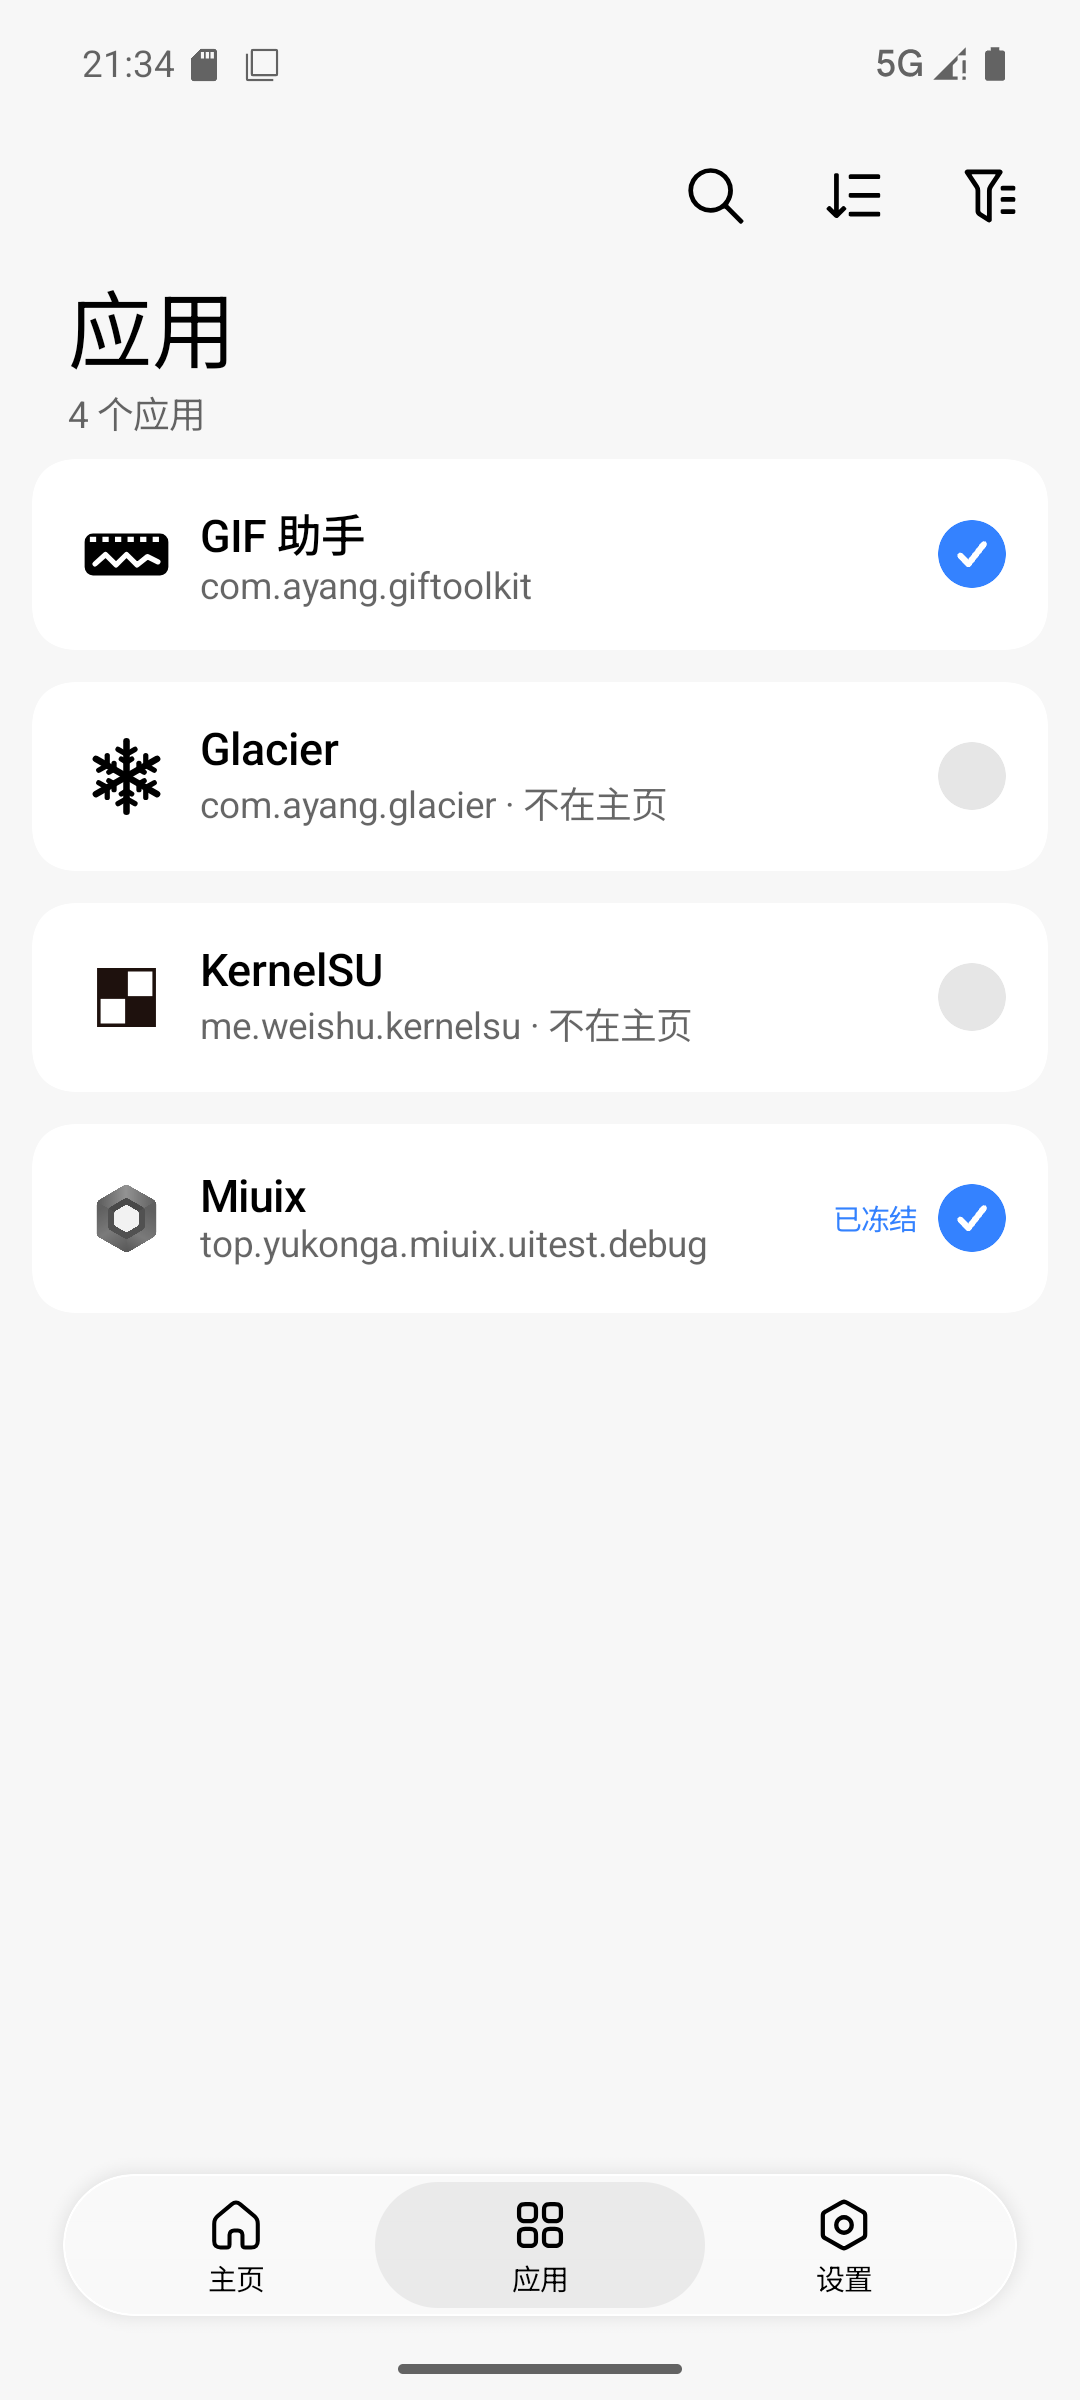 21:34
5G
应用
4 个应用
GIF 助手
com.ayang.giftoolkit
Glacier
com.ayang.glacier · 不在主页
KernelSU
me.weishu.kernelsu · 不在主页
Miuix
top.yukonga.miuix.uitest.debug
已冻结
主页
应用
设置